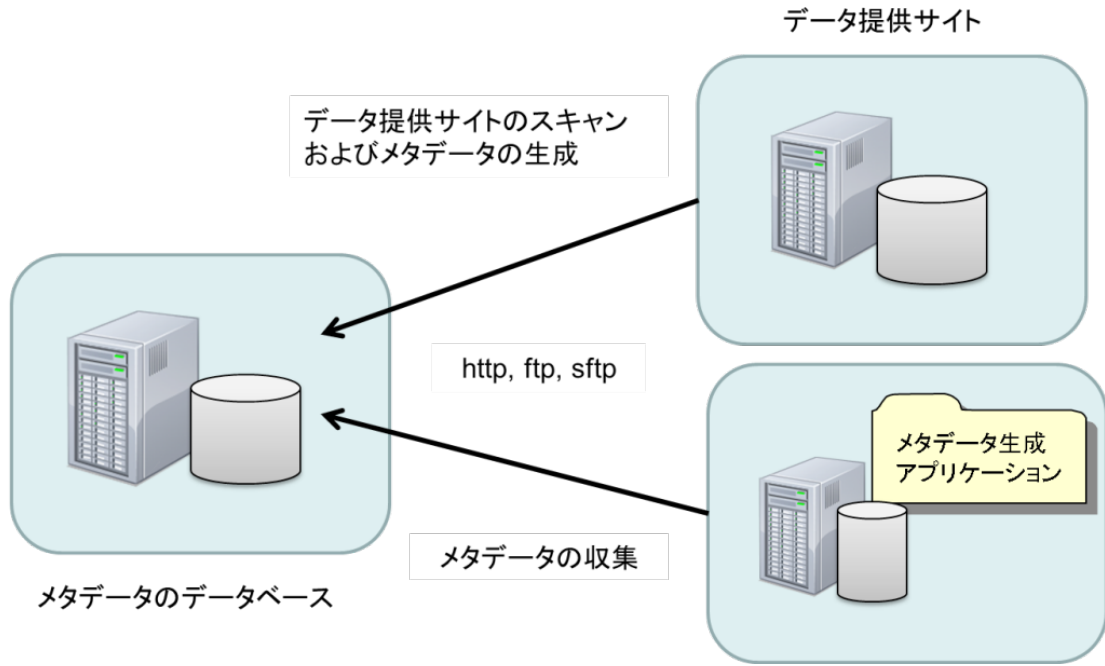 データ提供サイト
データ提供サイトのスキャン
およびメタデータの生成
http, ftp, sftp
メタデータ生成
アプリケーション
メタデータの収集
メタデータのデータベース